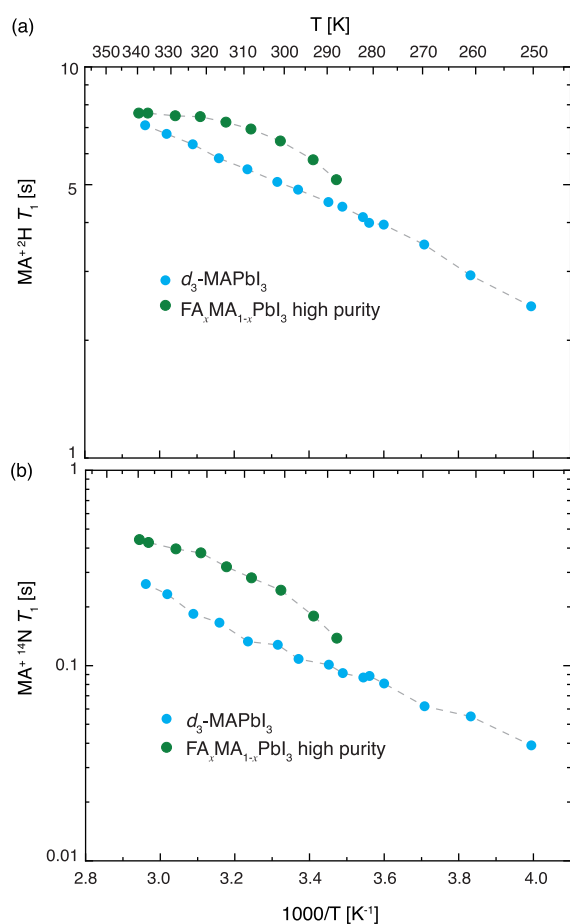 (a)
T [K]
350 340 330 320 310 300 290 280 270 260 250
10
5
1
MA⁺ ²H T₁ [s]
d₃-MAPbI₃
FAₓMA₁₋ₓPbI₃ high purity
(b)
1
0.1
0.01
MA⁺ ¹⁴N T₁ [s]
d₃-MAPbI₃
FAₓMA₁₋ₓPbI₃ high purity
2.8 3.0 3.2 3.4 3.6 3.8 4.0
1000/T [K⁻¹]